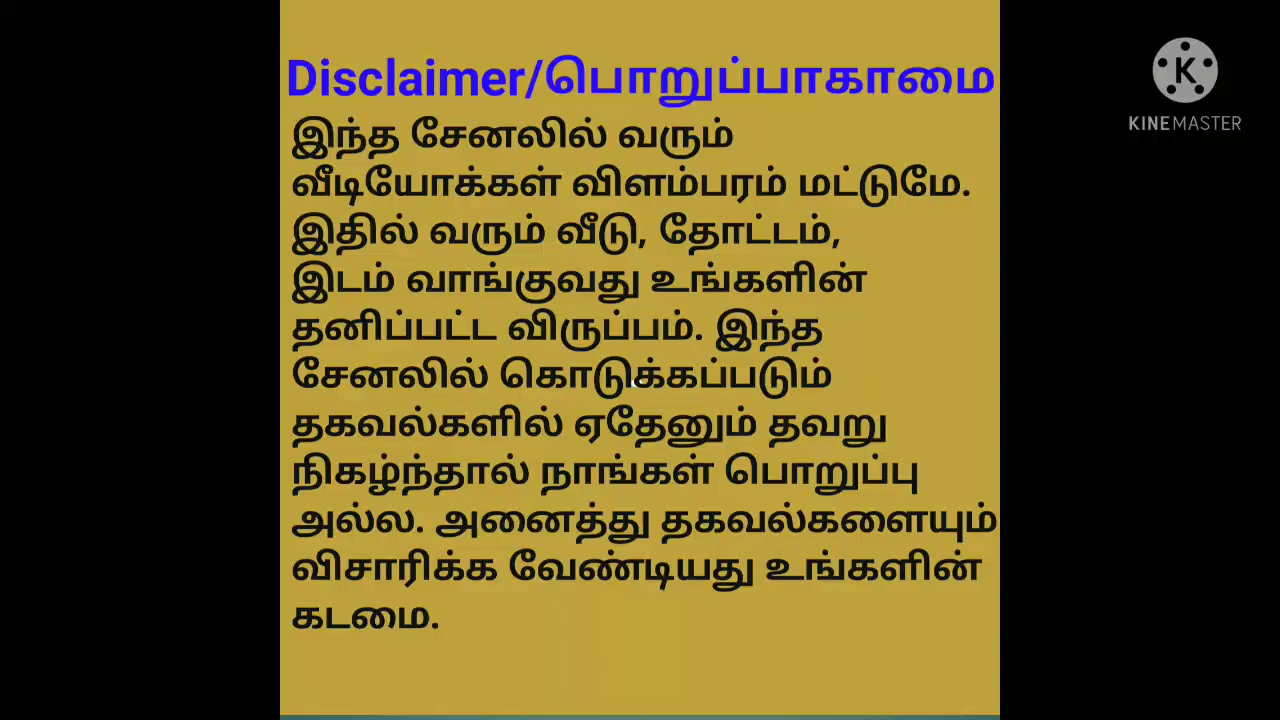 Disclaimer/பொறுப்பாகாமை
இந்த சேனலில் வரும்
வீடியோக்கள் விளம்பரம் மட்டுமே.
இதில் வரும் வீடு, தோட்டம்,
இடம் வாங்குவது உங்களின்
தனிப்பட்ட விருப்பம். இந்த
சேனலில் கொடுக்கப்படும்
தகவல்களில் ஏதேனும் தவறு
நிகழ்ந்தால் நாங்கள் பொறுப்பு
அல்ல. அனைத்து தகவல்களையும்
விசாரிக்க வேண்டியது உங்களின்
கடமை.
K
KINEMASTER